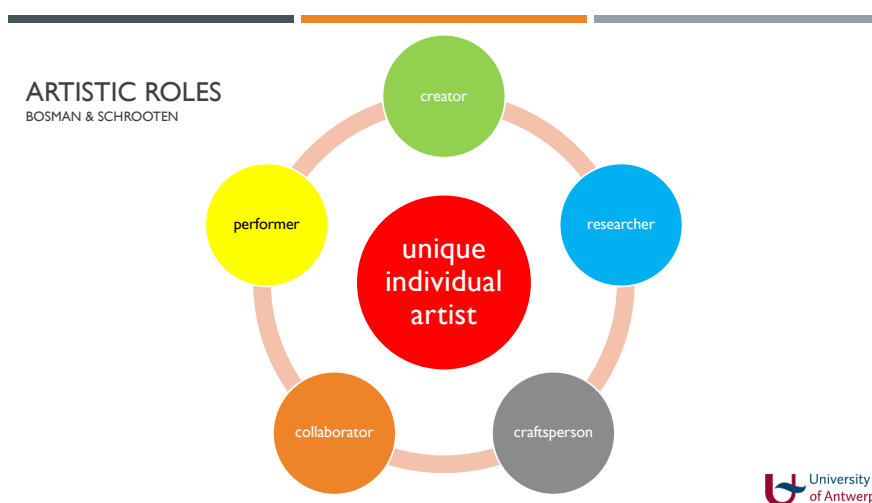 ARTISTIC ROLES
BOSMAN & SCHROOTEN
creator
performer
researcher
unique
individual
artist
collaborator
craftsperson
University
of Antwerp